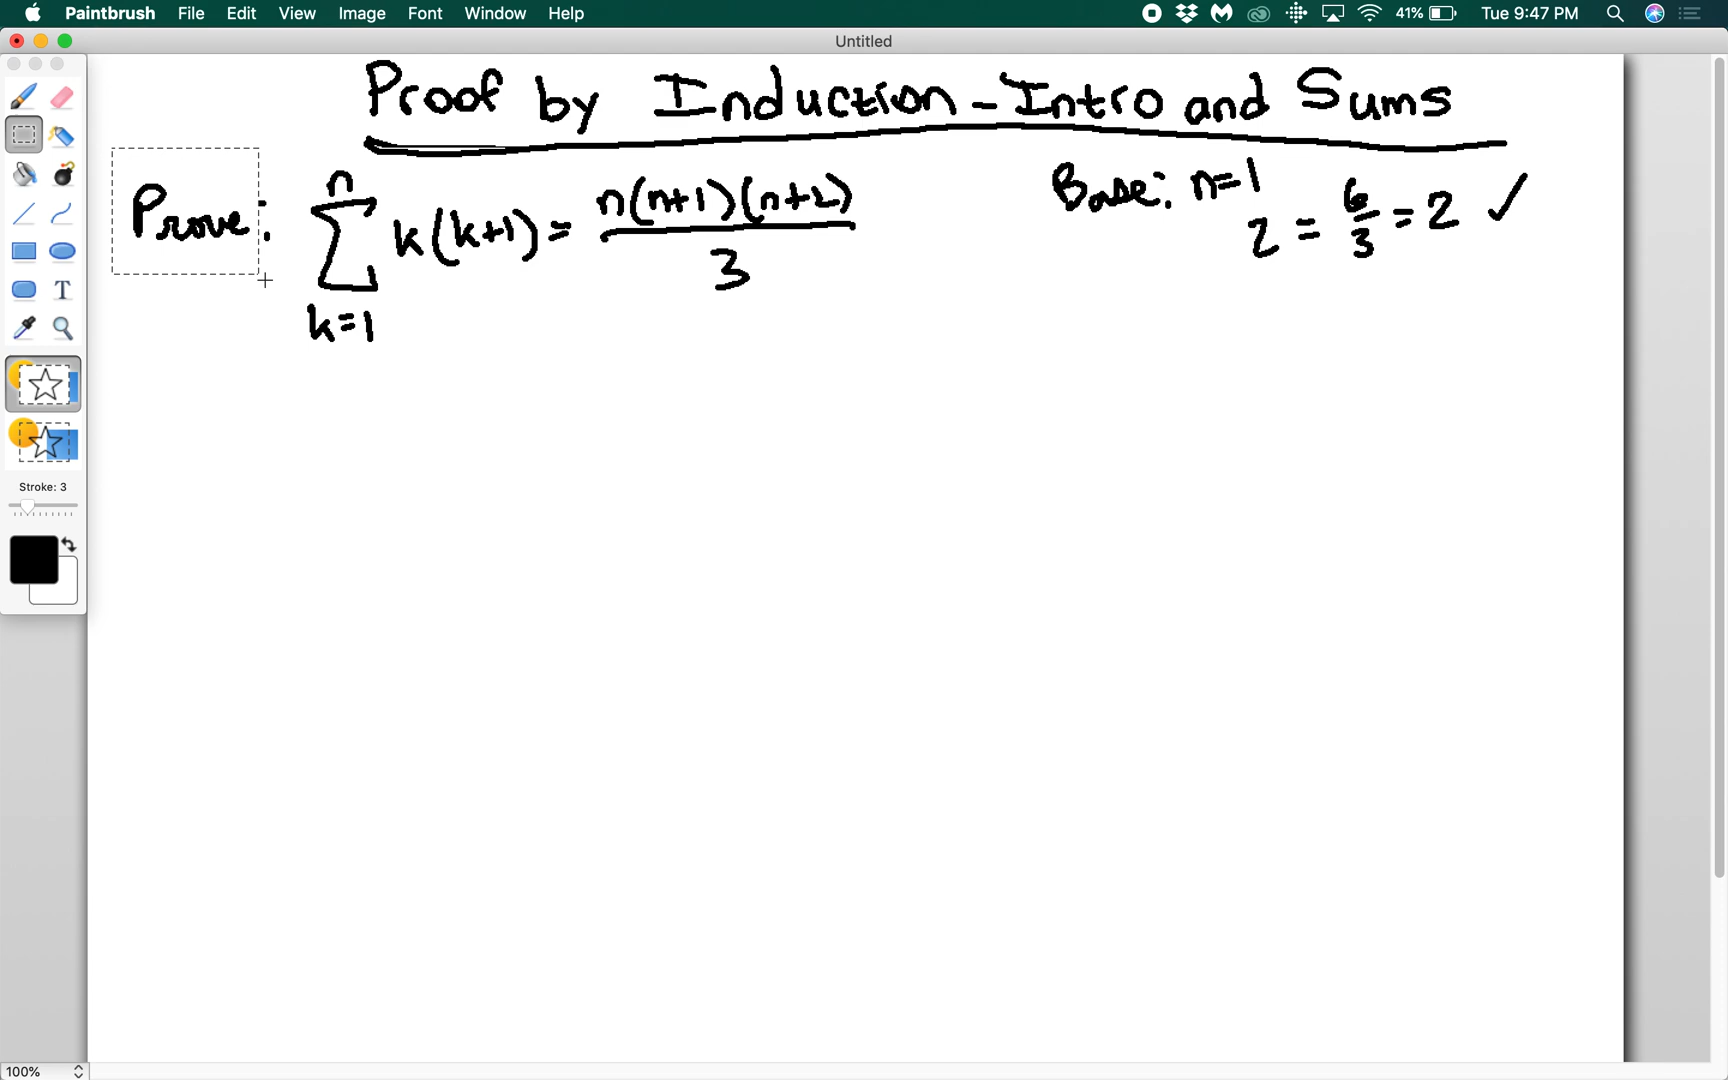 Paintbrush File Edit View Image Font Window Help 41% Tue 9:47 PM
Untitled
Proof by Induction - Intro and Sums
Prove: n∑k=1 k(k+1) = n(n+1)(n+2)/3
Base: n=1
2 = 6/3 = 2 ✓
T
Stroke: 3
100%